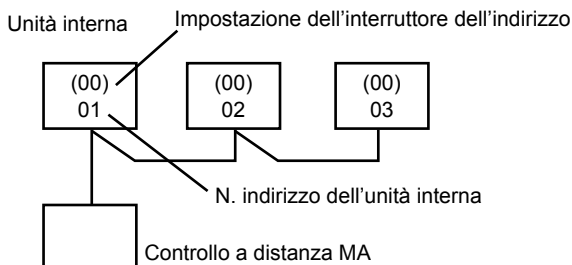 Unità interna
Impostazione dell'interruttore dell'indirizzo
(00)
01
(00)
02
(00)
03
N. indirizzo dell'unità interna
Controllo a distanza MA